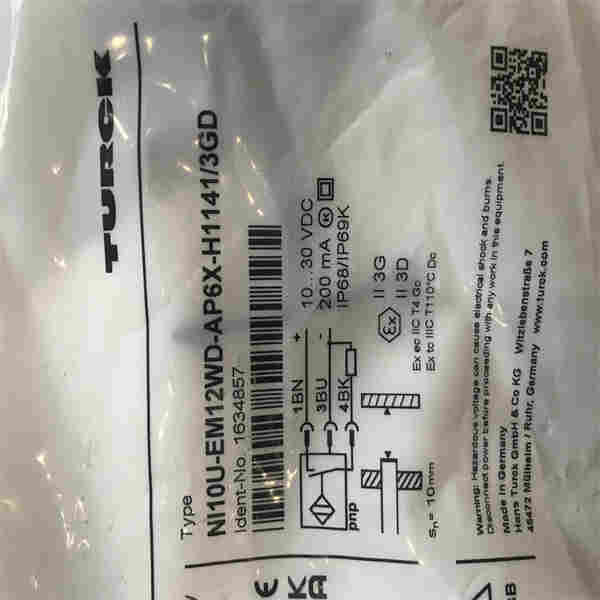 TURCK
Type
NI10U-EM12WD-AP6X-H1141/3GD
Ident-No. 1634857
1BN +
3BU -
4BK
pnp
10...30 VDC
200 mA
IP68/IP69K
Sn = 10mm
Ex
II 3G
II 3D
Ex ec IIC T4 Gc
Ex tc IIIC T110°C Dc
Warning: Hazardous voltage can cause electrical shock and burns.
Disconnect power before proceeding with any work in this equipment.
Made in Germany
Hans Turck GmbH & Co KG Witzlebenstraße 7
45472 Mülheim / Ruhr, Germany www.turck.com